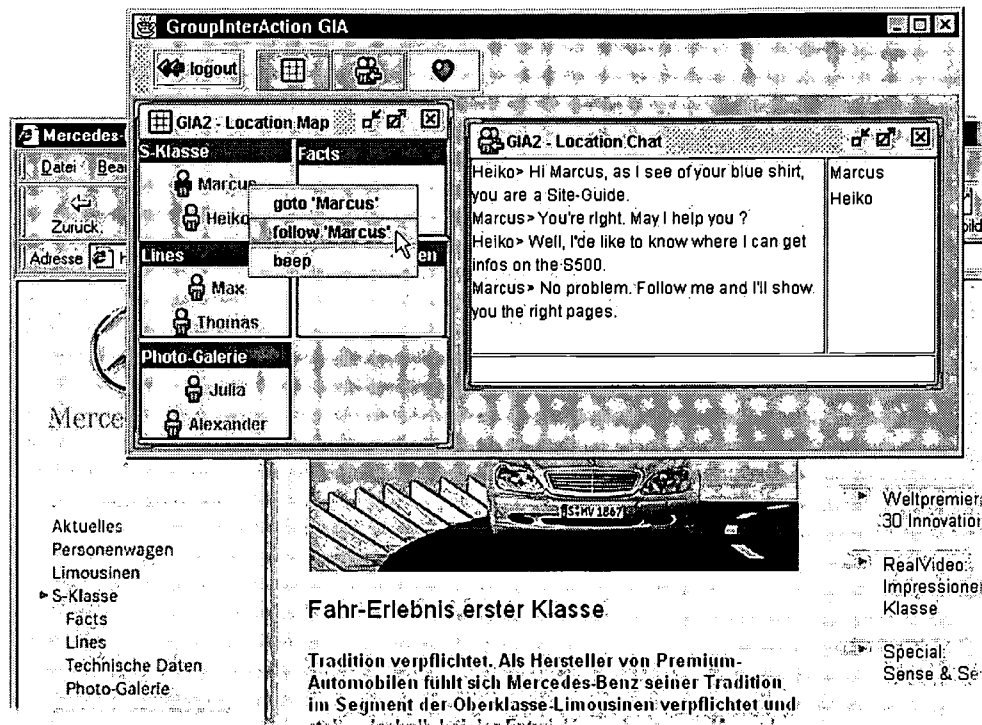 GroupInterAction GIA
logout
GIA2 - Location Map
S-Klasse
Facts
Marcus
Heiko
goto 'Marcus'
follow 'Marcus'
beep
Lines
en
Max
Thomas
Photo-Galerie
Julia
Alexander
GIA2 - Location Chat
Heiko> Hi Marcus, as I see of your blue shirt,
you are a Site-Guide.
Marcus> You're right. May I help you ?
Heiko> Well, I'de like to know where I can get
infos on the S500.
Marcus> No problem. Follow me and I'll show
you the right pages.
Marcus
Heiko
Mercedes-
Datei Bear
Zurück
Adresse
Merce
Aktuelles
Personenwagen
Limousinen
S-Klasse
Facts
Lines
Technische Daten
Photo-Galerie
S-MV 1867
Fahr-Erlebnis erster Klasse
Tradition verpflichtet. Als Hersteller von Premium-
Automobilen fühlt sich Mercedes-Benz seiner Tradition
im Segment der Oberklasse-Limousinen verpflichtet und
Weltpremier
3D Innovation
RealVideo:
Impressione
Klasse
Special:
Sense & Se